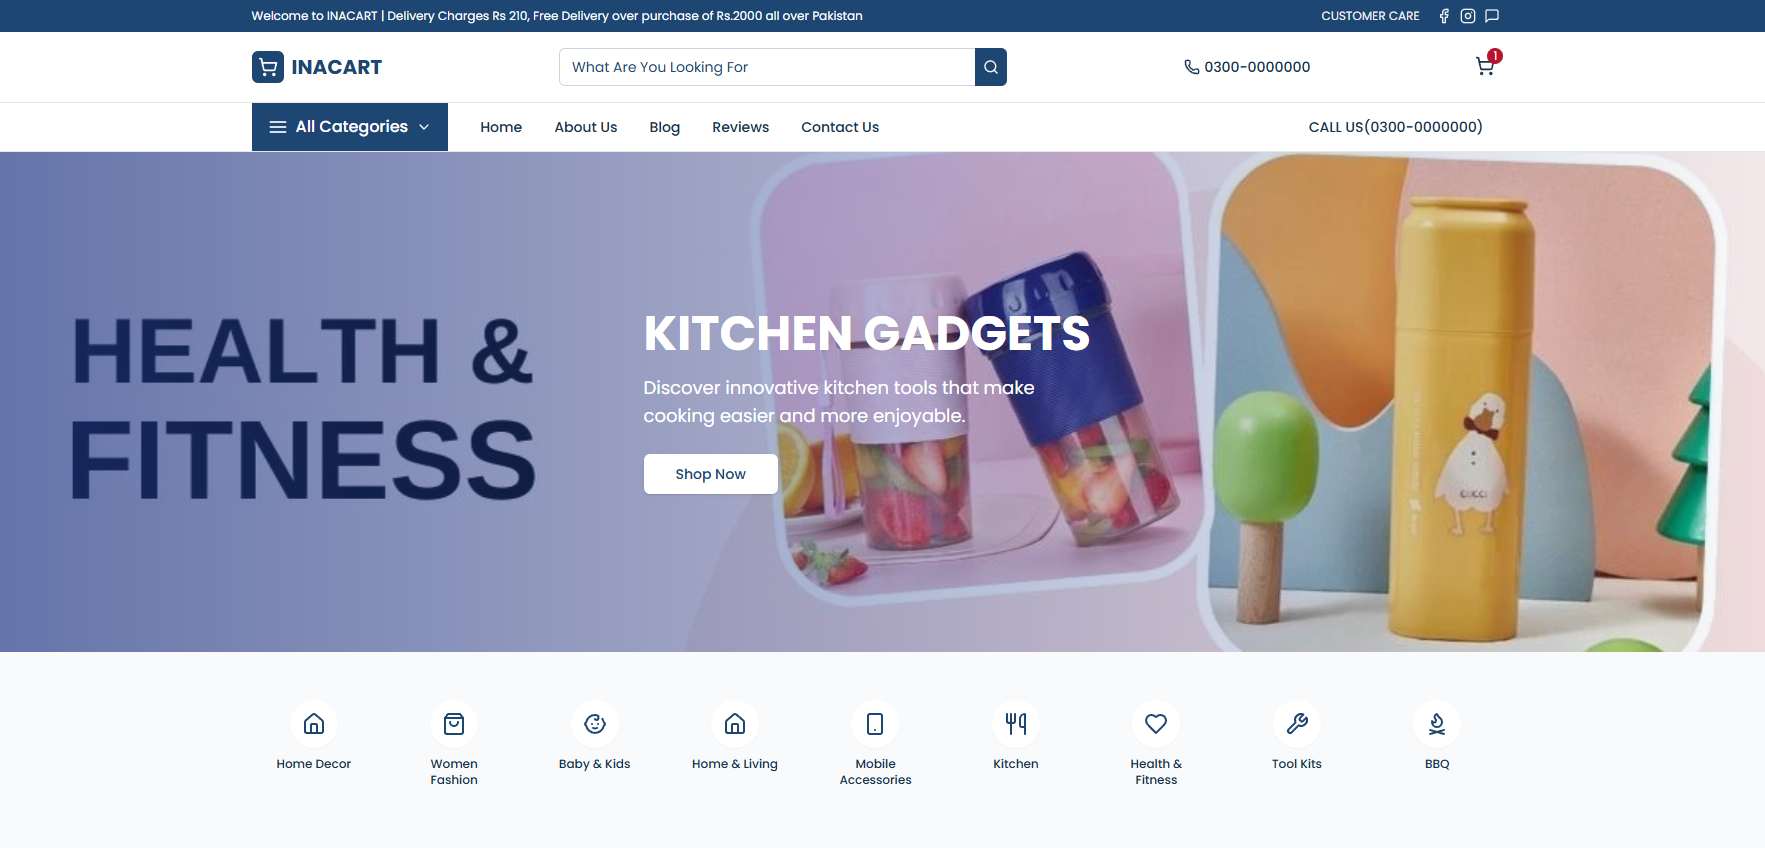 Welcome to INACART | Delivery Charges Rs 210, Free Delivery over purchase of Rs.2000 all over Pakistan
CUSTOMER CARE
INACART
What Are You Looking For
0300-0000000
1
All Categories
Home
About Us
Blog
Reviews
Contact Us
CALL US(0300-0000000)
HEALTH &
FITNESS
KITCHEN GADGETS
Discover innovative kitchen tools that make
cooking easier and more enjoyable.
Shop Now
CUCCI
Home Decor
Women
Fashion
Baby & Kids
Home & Living
Mobile
Accessories
Kitchen
Health &
Fitness
Tool Kits
BBQ